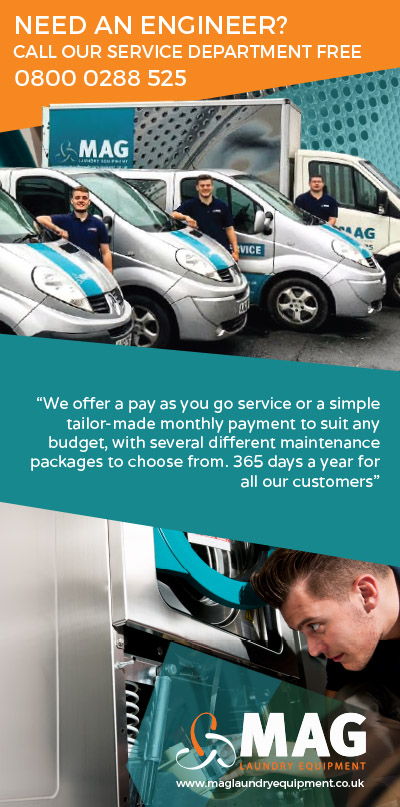 NEED AN ENGINEER?
CALL OUR SERVICE DEPARTMENT FREE
0800 0288 525
MAG
LAUNDRY EQUIPMENT
MAG
VICE
“We offer a pay as you go service or a simple
tailor-made monthly payment to suit any
budget, with several different maintenance
packages to choose from. 365 days a year for
all our customers”
MAG
LAUNDRY EQUIPMENT
www.maglaundryequipment.co.uk